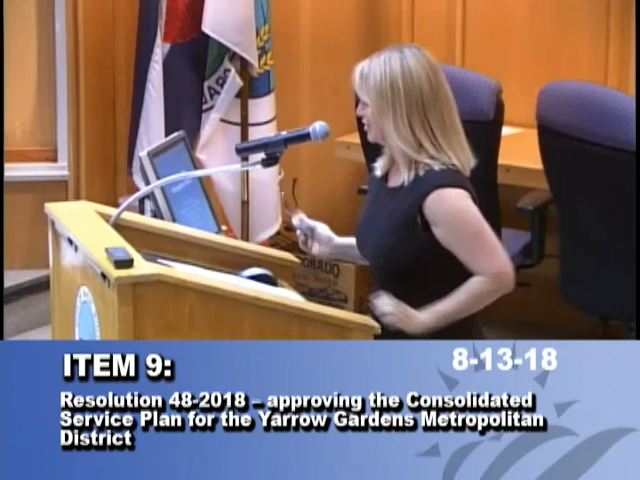 ORADO
ITEM 9:
8-13-18
Resolution 48-2018 – approving the Consolidated
Service Plan for the Yarrow Gardens Metropolitan
District